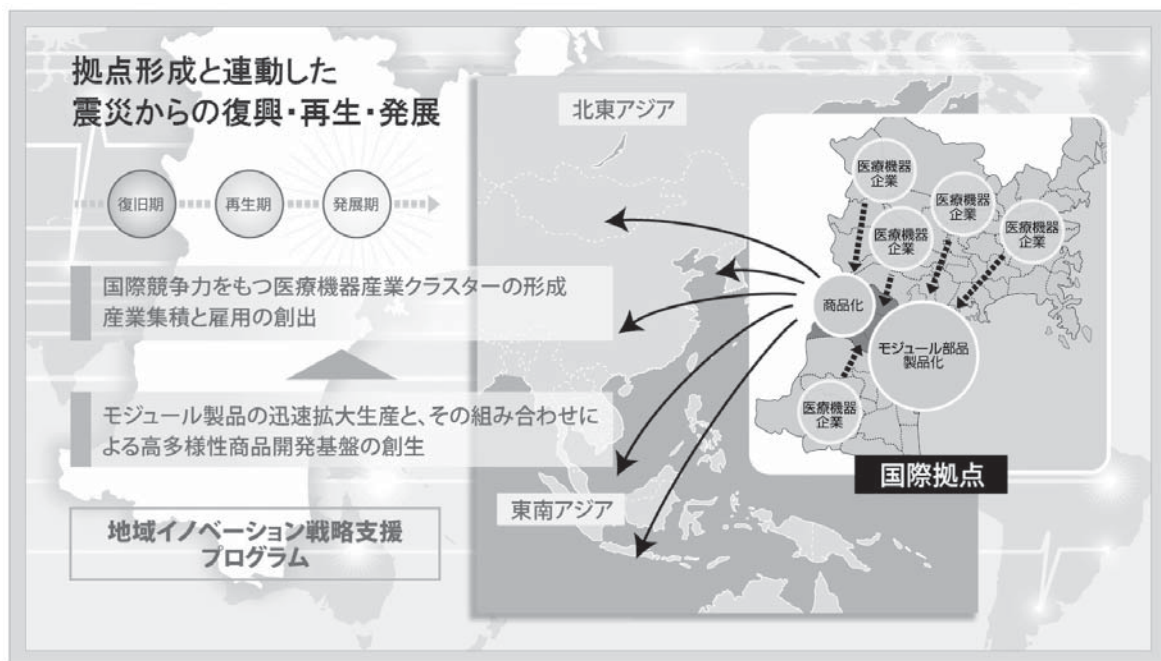 拠点形成と連動した
震災からの復興・再生・発展
復旧期
再生期
発展期
国際競争力をもつ医療機器産業クラスターの形成
産業集積と雇用の創出
モジュール製品の迅速拡大生産と、その組み合わせに
よる高多様性商品開発基盤の創生
地域イノベーション戦略支援
プログラム
北東アジア
東南アジア
医療機器
企業
医療機器
企業
医療機器
企業
医療機器
企業
商品化
モジュール部品
製品化
医療機器
企業
国際拠点